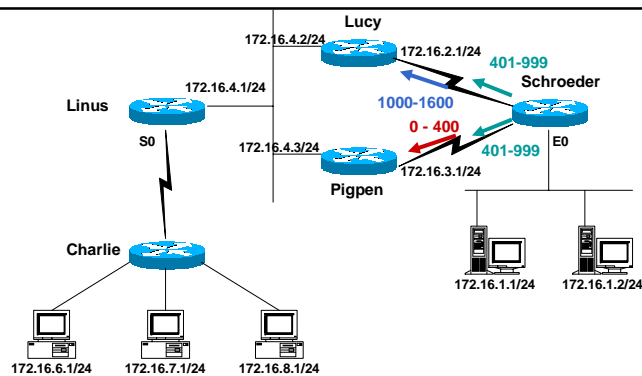 Lucy
172.16.4.2/24
172.16.2.1/24
401-999
Schroeder
172.16.4.1/24
Linus
1000-1600
0 - 400
S0
172.16.4.3/24
401-999
E0
172.16.3.1/24
Pigpen
Charlie
172.16.1.1/24
172.16.1.2/24
172.16.6.1/24
172.16.7.1/24
172.16.8.1/24